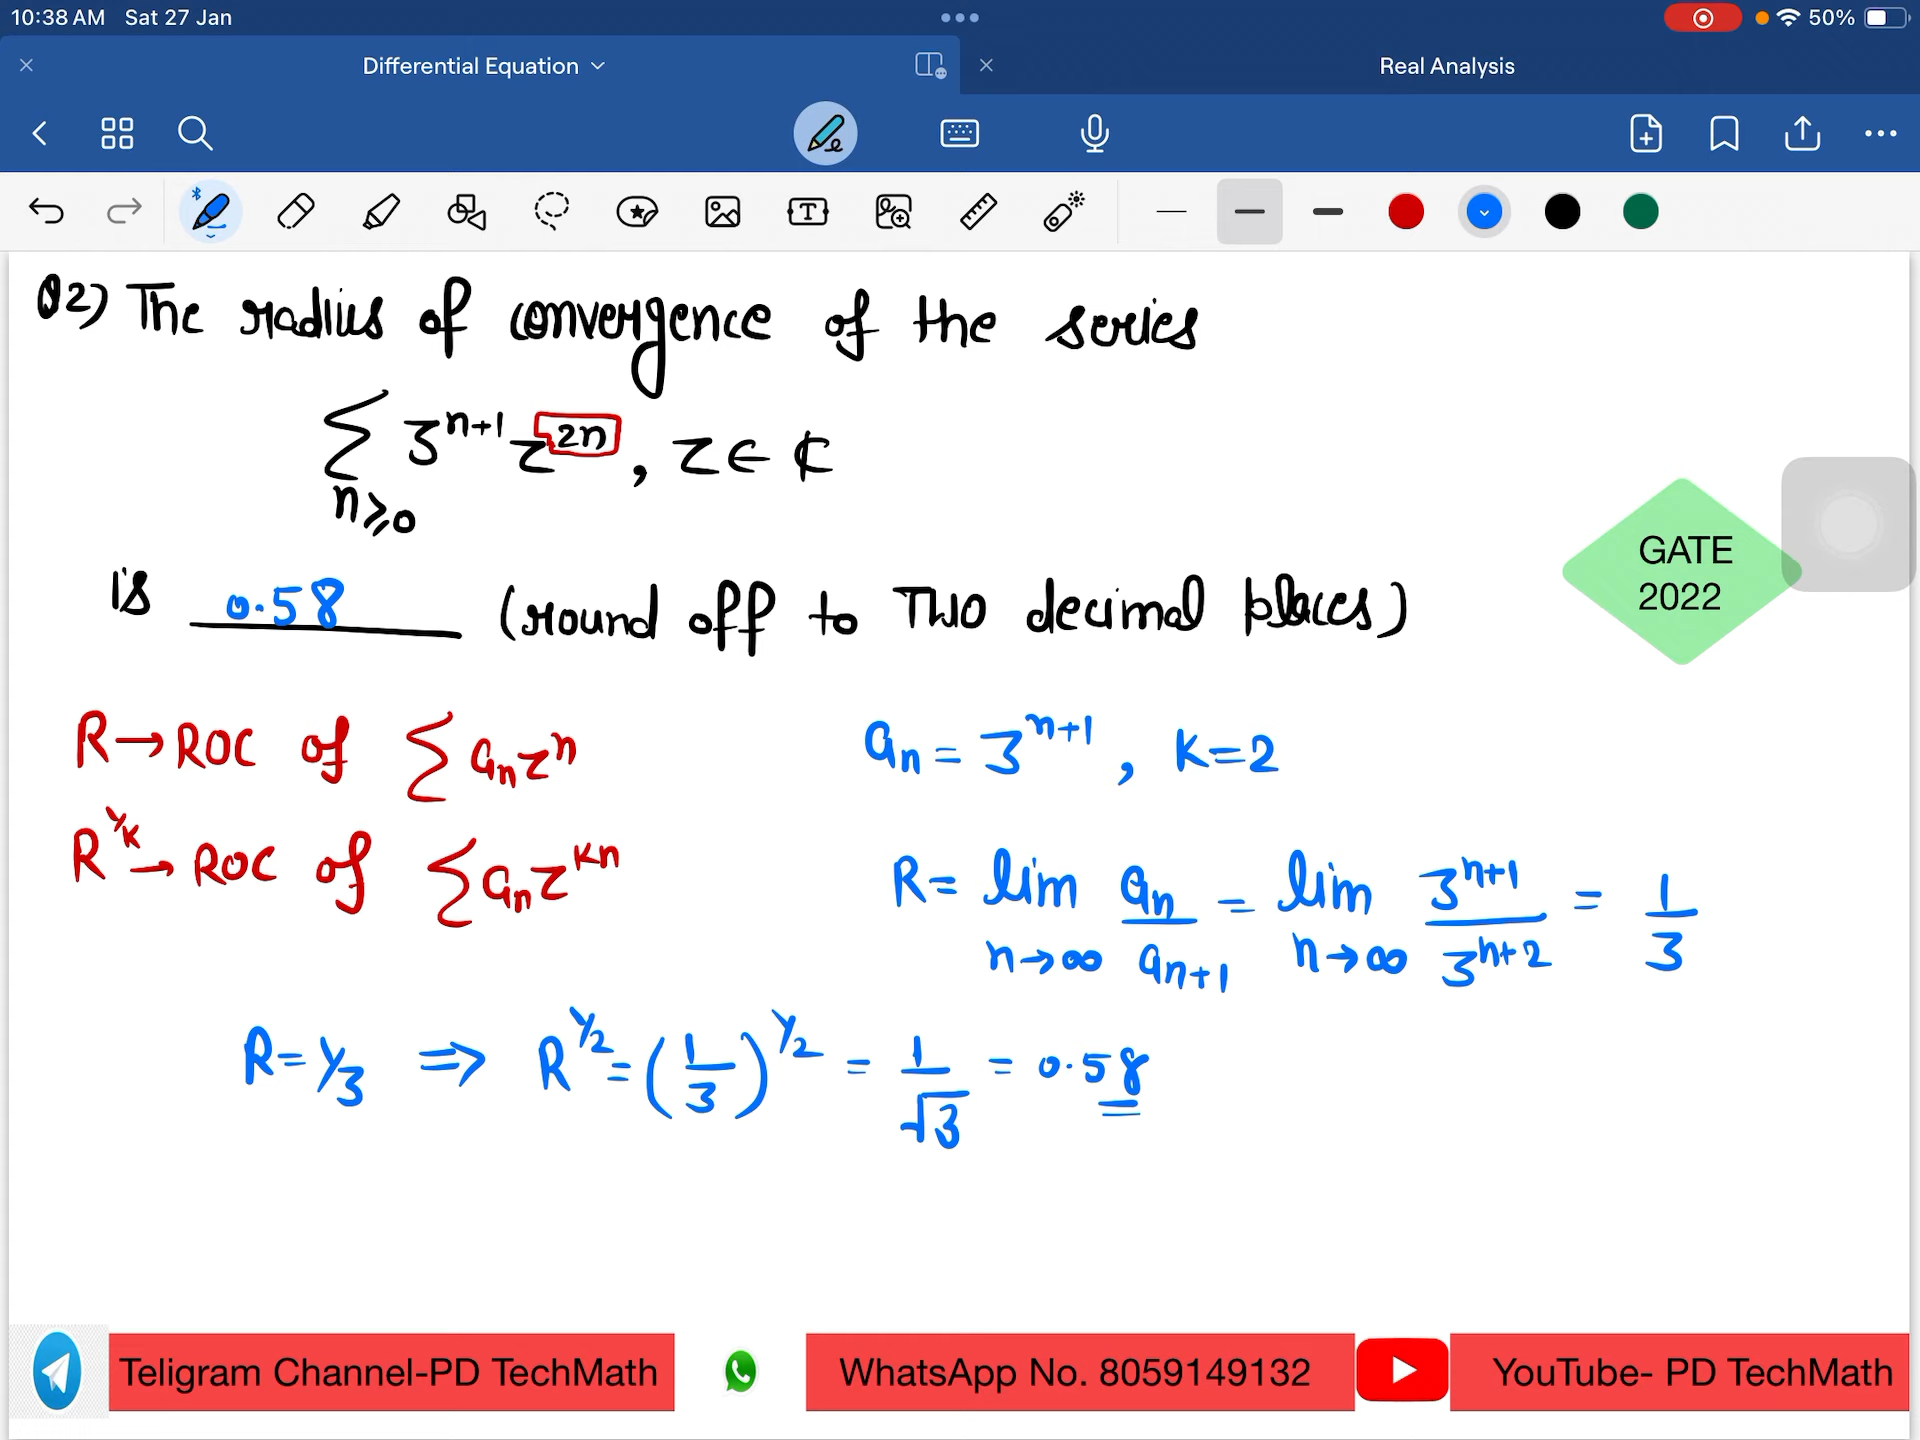 10:38 AM Sat 27 Jan
50%
Differential Equation
Real Analysis
Q2) The radius of convergence of the series
∑ 3^{n+1} z^{2n}, z ∈ ℂ
n≥0
is 0.58 (round off to TWO decimal places)
GATE
2022
R → ROC of ∑ a_n z^n
R^{1/k} → ROC of ∑ a_n z^{kn}
a_n = 3^{n+1}, K=2
R = lim_{n→∞} a_n/a_{n+1} = lim_{n→∞} 3^{n+1}/3^{n+2} = 1/3
R = 1/3 ⇒ R^{1/2} = (1/3)^{1/2} = 1/√3 = 0.58
Teligram Channel-PD TechMath
WhatsApp No. 8059149132
YouTube- PD TechMath